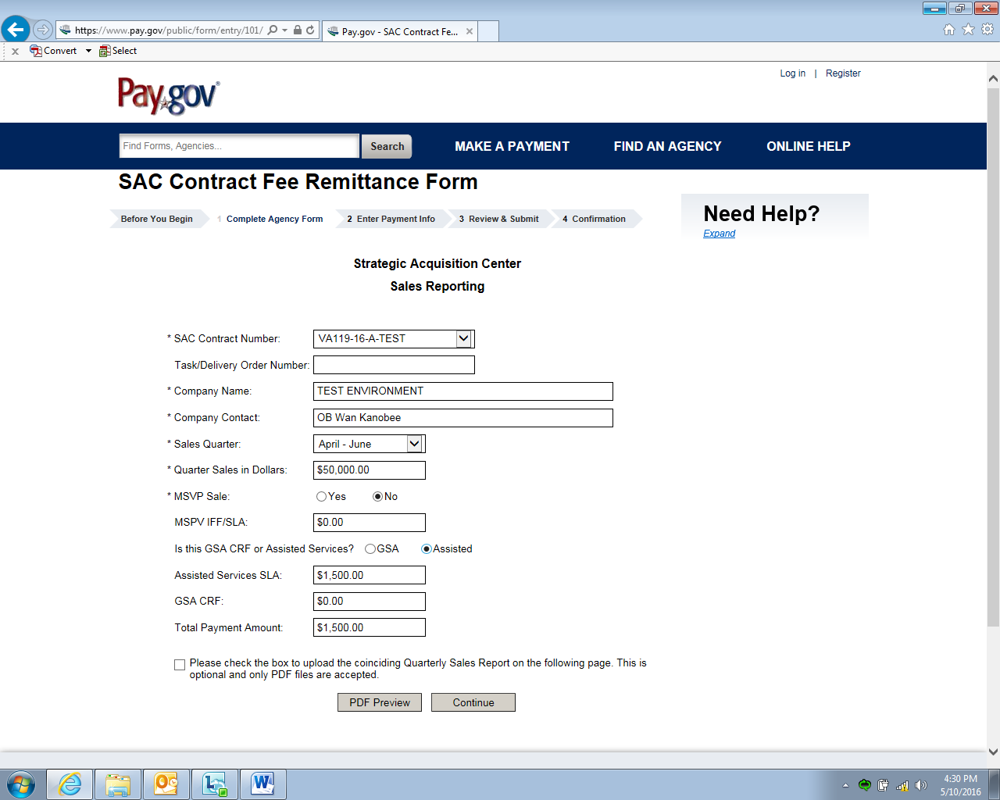 https://www.pay.gov/public/form/entry/101/
Pay.gov - SAC Contract Fe...
x Convert Select
Log in | Register
Pay.gov®
Find Forms, Agencies... Search MAKE A PAYMENT FIND AN AGENCY ONLINE HELP
SAC Contract Fee Remittance Form
Before You Begin 1 Complete Agency Form 2 Enter Payment Info 3 Review & Submit 4 Confirmation
Need Help?
Expand
Strategic Acquisition Center
Sales Reporting
* SAC Contract Number: VA119-16-A-TEST
Task/Delivery Order Number:
* Company Name: TEST ENVIRONMENT
* Company Contact: OB Wan Kanobee
* Sales Quarter: April - June
* Quarter Sales in Dollars: $50,000.00
* MSVP Sale: Yes No
MSPV IFF/SLA: $0.00
Is this GSA CRF or Assisted Services? GSA Assisted
Assisted Services SLA: $1,500.00
GSA CRF: $0.00
Total Payment Amount: $1,500.00
Please check the box to upload the coinciding Quarterly Sales Report on the following page. This is
optional and only PDF files are accepted.
PDF Preview Continue
4:30 PM
5/10/2016